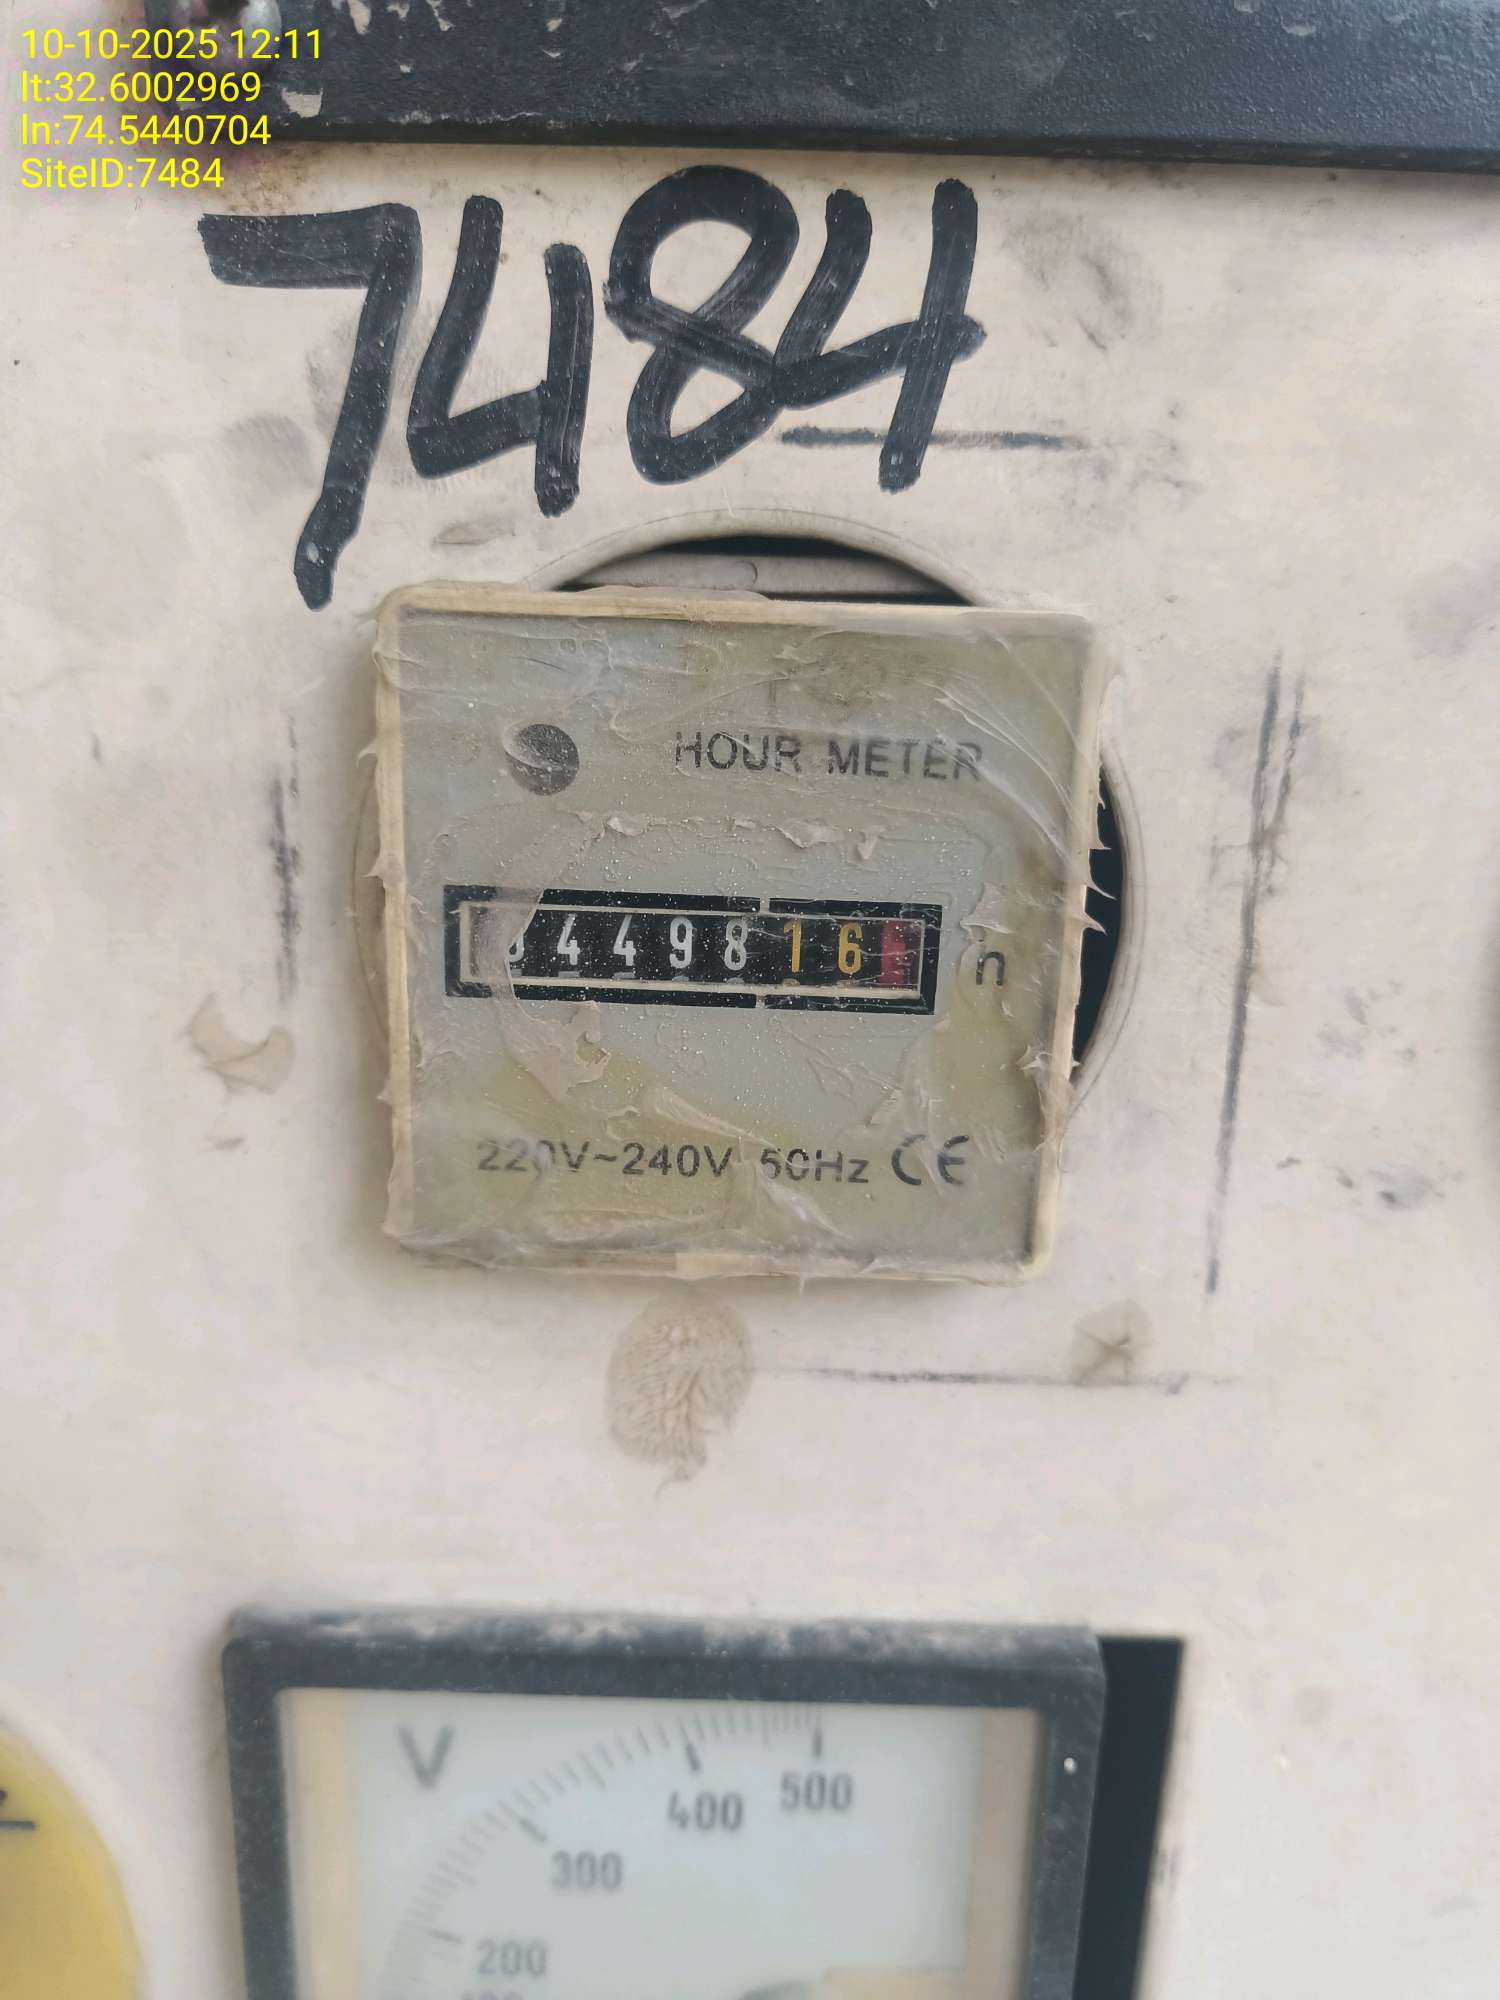 10-10-2025 12:11
lt:32.6002969
ln:74.5440704
SiteID:7484
7484
HOUR METER
4498 16
h
220V~240V 50Hz CE
V
400 500
300
200